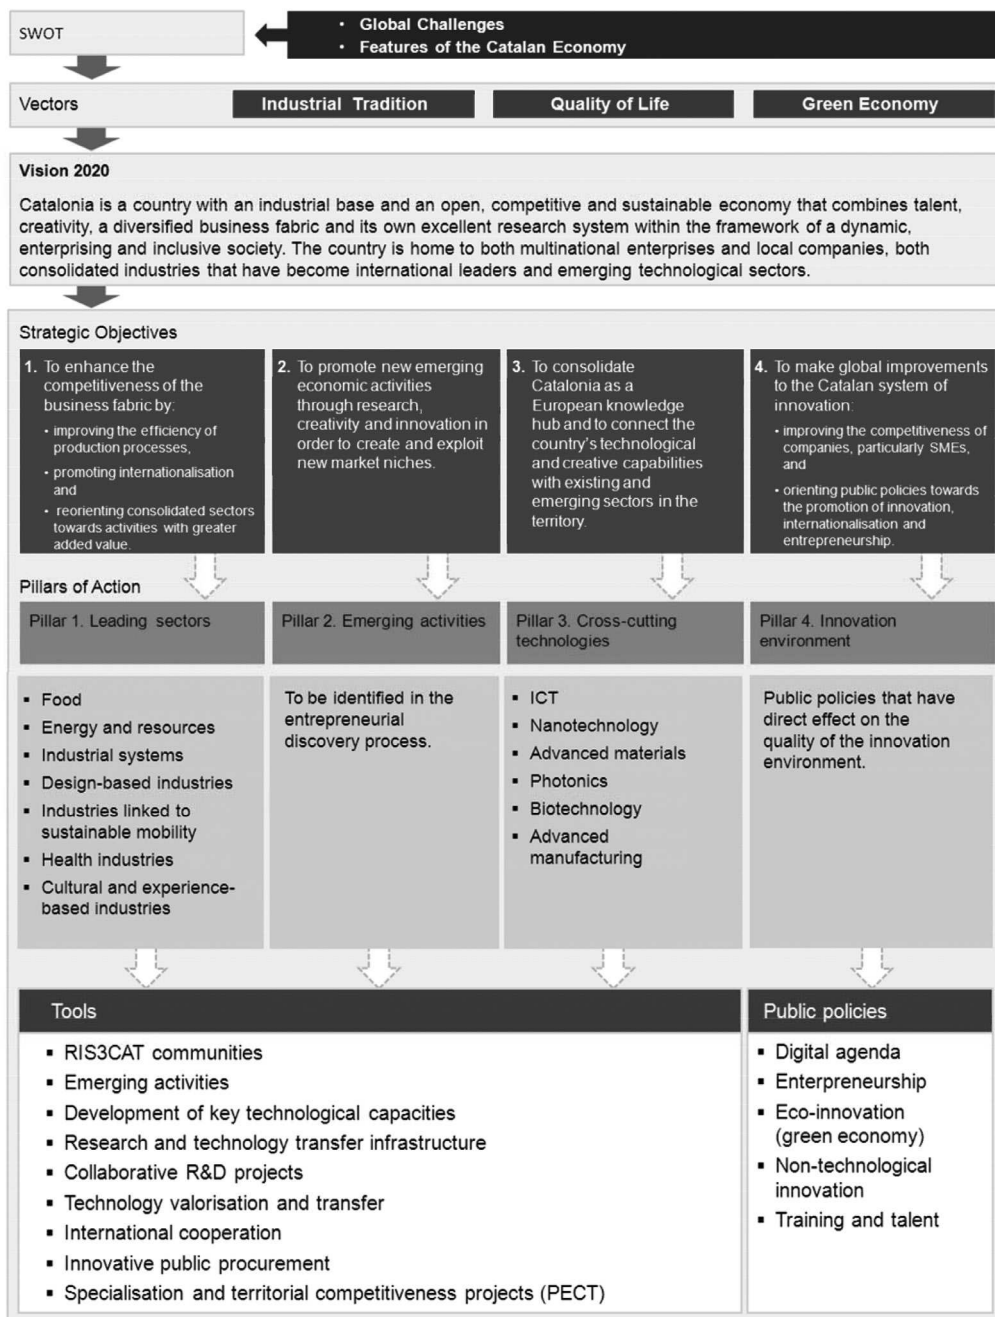 SWOT
• Global Challenges
• Features of the Catalan Economy
Vectors
Industrial Tradition
Quality of Life
Green Economy
Vision 2020
Catalonia is a country with an industrial base and an open, competitive and sustainable economy that combines talent,
creativity, a diversified business fabric and its own excellent research system within the framework of a dynamic,
enterprising and inclusive society. The country is home to both multinational enterprises and local companies, both
consolidated industries that have become international leaders and emerging technological sectors.
Strategic Objectives
1. To enhance the
competitiveness of the
business fabric by:
• improving the efficiency of
production processes,
• promoting internationalisation
and
• reorienting consolidated sectors
towards activities with greater
added value.
2. To promote new emerging
economic activities
through research,
creativity and innovation in
order to create and exploit
new market niches.
3. To consolidate
Catalonia as a
European knowledge
hub and to connect the
country's technological
and creative capabilities
with existing and
emerging sectors in the
territory.
4. To make global improvements
to the Catalan system of
innovation:
• improving the competitiveness of
companies, particularly SMEs,
and
• orienting public policies towards
the promotion of innovation,
internationalisation and
entrepreneurship.
Pillars of Action
Pillar 1. Leading sectors
Pillar 2. Emerging activities
Pillar 3. Cross-cutting
technologies
Pillar 4. Innovation
environment
▪ Food
▪ Energy and resources
▪ Industrial systems
▪ Design-based industries
▪ Industries linked to
sustainable mobility
▪ Health industries
▪ Cultural and experience-
based industries
To be identified in the
entrepreneurial
discovery process.
▪ ICT
▪ Nanotechnology
▪ Advanced materials
▪ Photonics
▪ Biotechnology
▪ Advanced
manufacturing
Public policies that have
direct effect on the
quality of the innovation
environment.
Tools
▪ RIS3CAT communities
▪ Emerging activities
▪ Development of key technological capacities
▪ Research and technology transfer infrastructure
▪ Collaborative R&D projects
▪ Technology valorisation and transfer
▪ International cooperation
▪ Innovative public procurement
▪ Specialisation and territorial competitiveness projects (PECT)
Public policies
▪ Digital agenda
▪ Enterpreneurship
▪ Eco-innovation
(green economy)
▪ Non-technological
innovation
▪ Training and talent